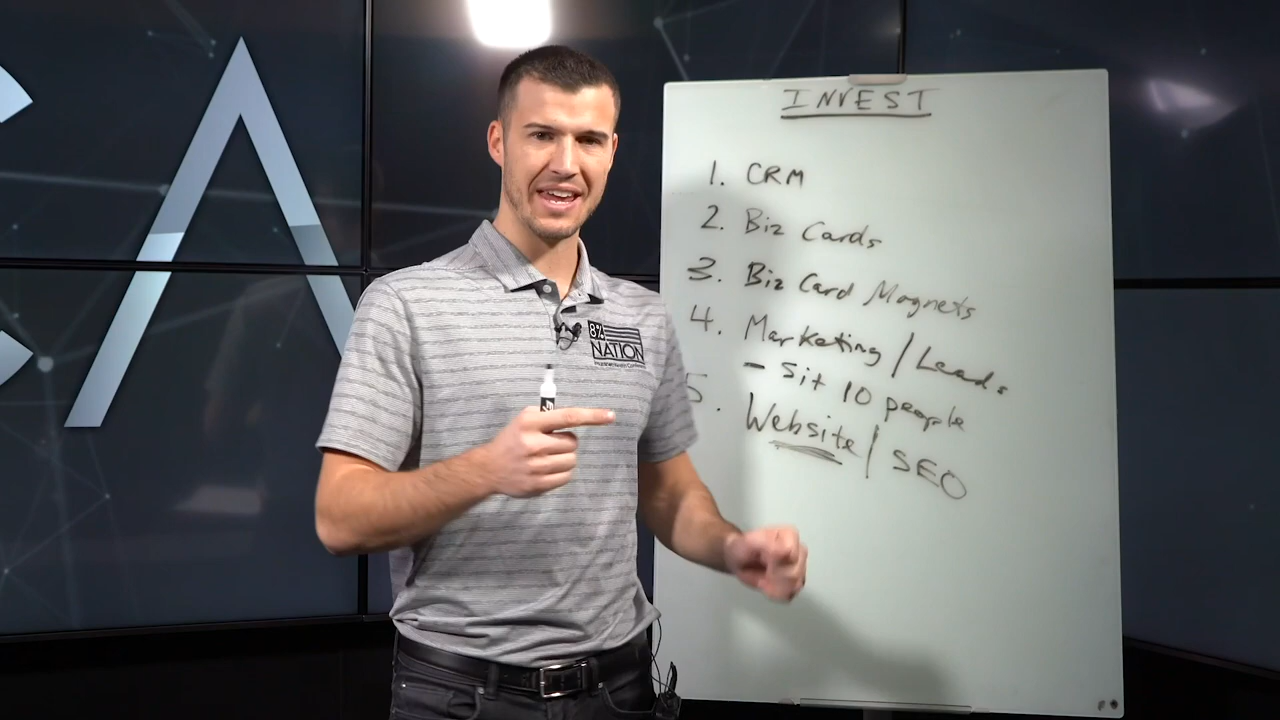 CA
INVEST
1. CRM
2. Biz Cards
3. Biz Card Magnets
4. Marketing / Leads
- Sit 10 people
5. Website / SEO
8%
NATION